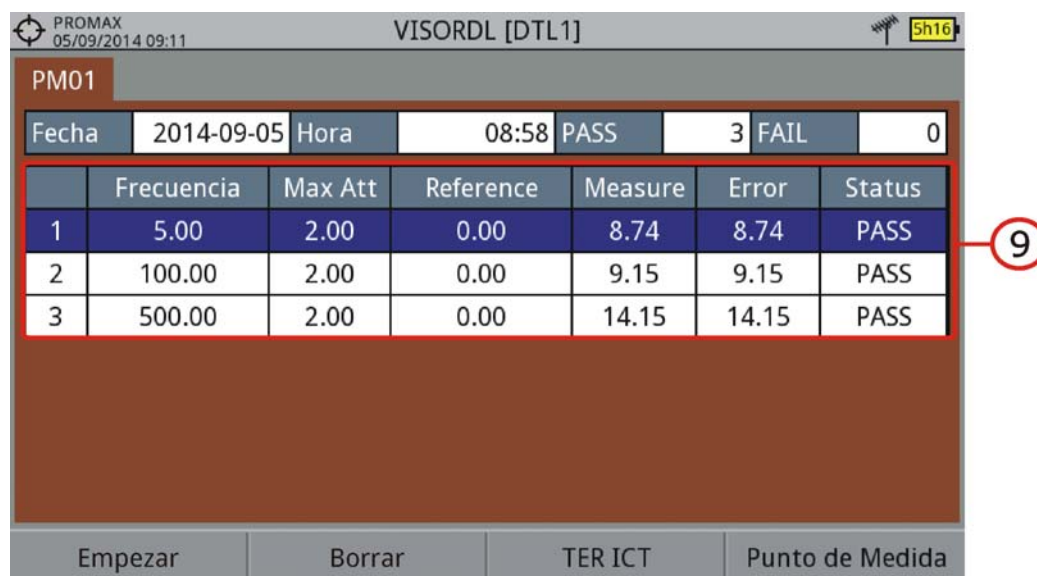 PROMAX
05/09/2014 09:11
VISORDL [DTL1]
5h16
PM01
Fecha 2014-09-05 Hora 08:58 PASS 3 FAIL 0
Frecuencia Max Att Reference Measure Error Status
1 5.00 2.00 0.00 8.74 8.74 PASS
2 100.00 2.00 0.00 9.15 9.15 PASS
3 500.00 2.00 0.00 14.15 14.15 PASS
9
Empezar Borrar TER ICT Punto de Medida